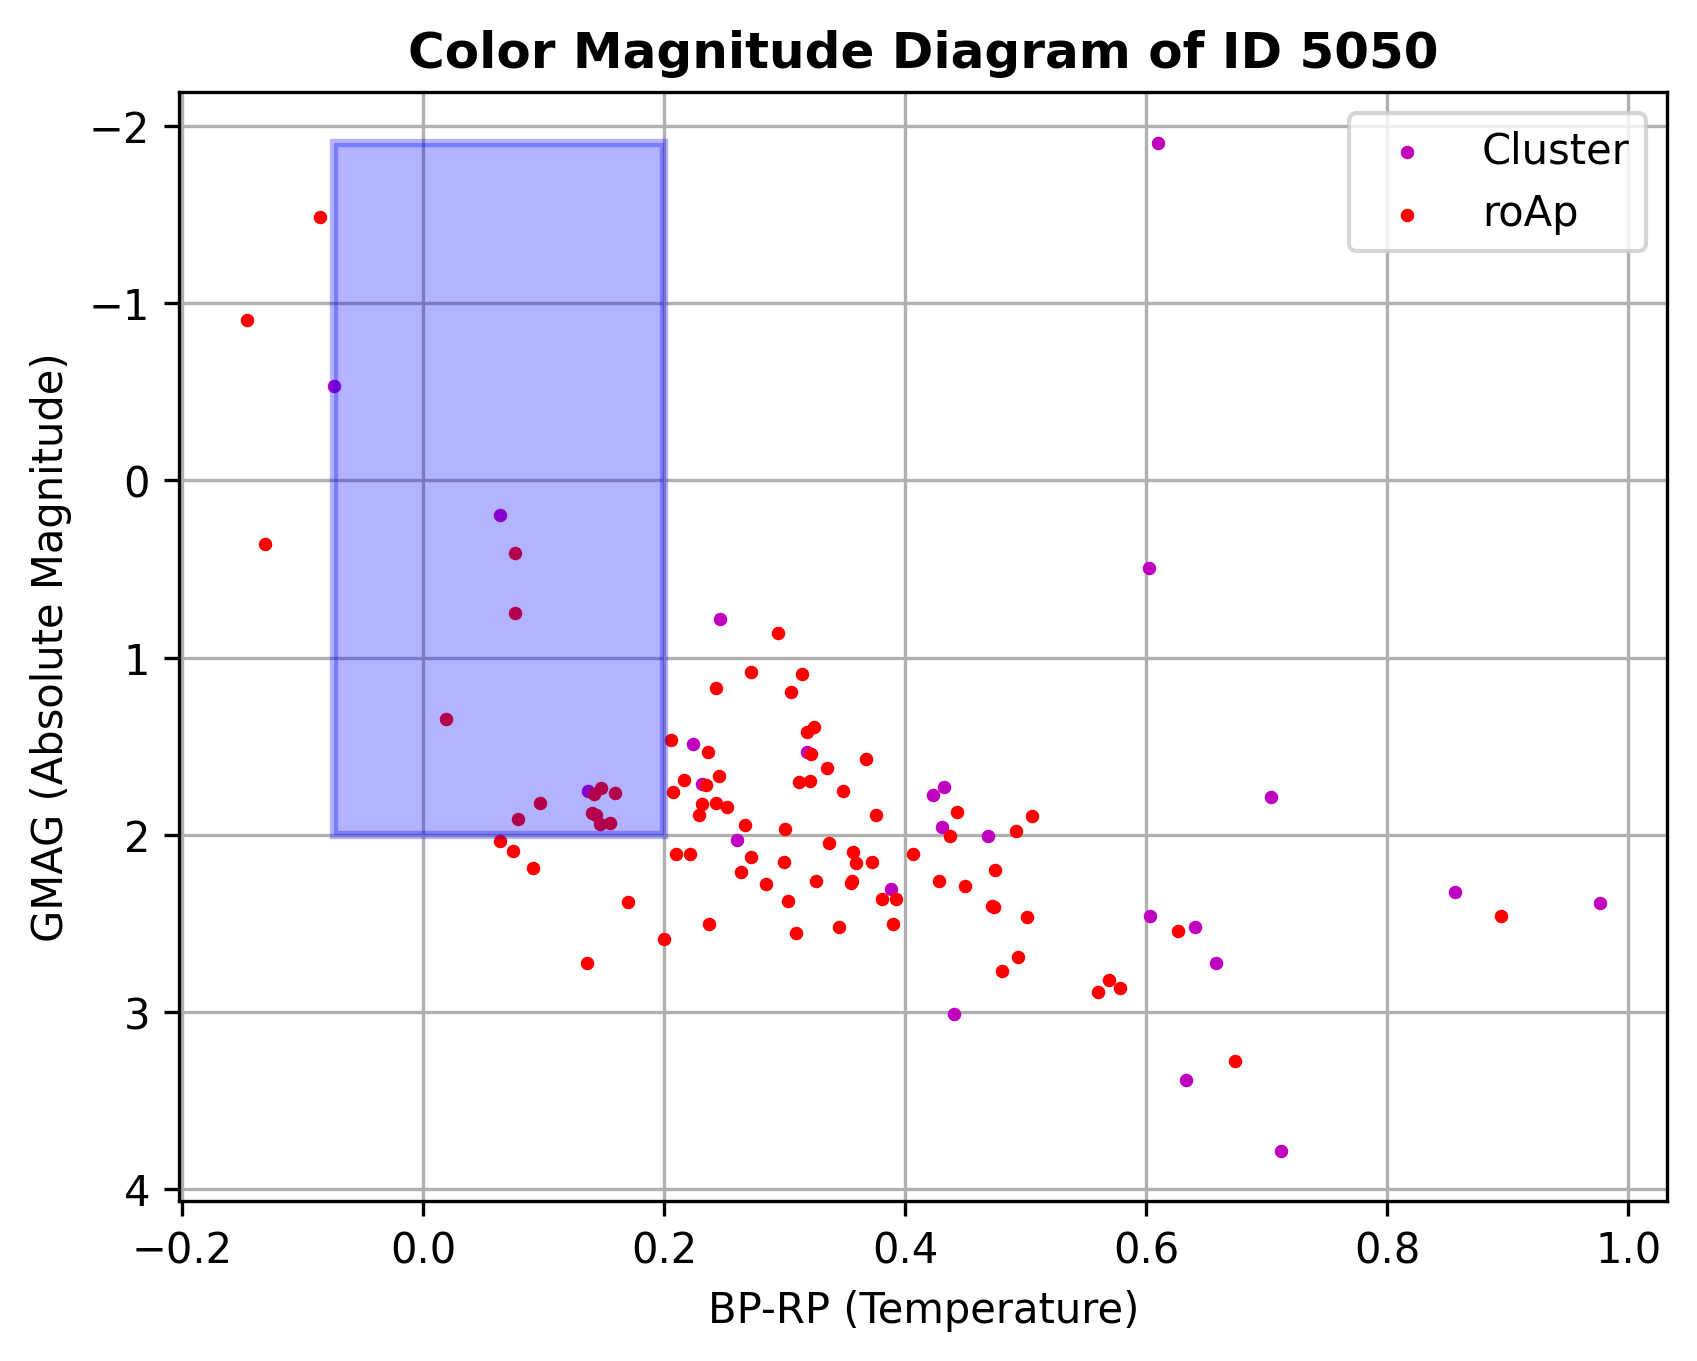 Color Magnitude Diagram of ID 5050
Cluster
roAp
GMAG (Absolute Magnitude)
−2
−1
0
1
2
3
4
−0.2 0.0 0.2 0.4 0.6 0.8 1.0
BP-RP (Temperature)